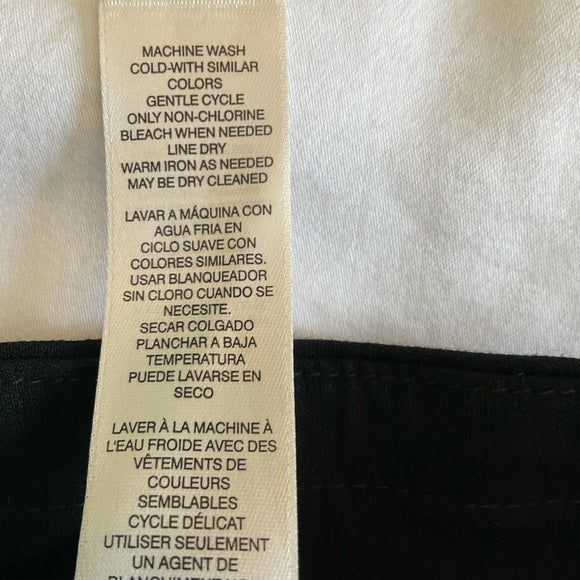 MACHINE WASH
COLD-WITH SIMILAR
COLORS
GENTLE CYCLE
ONLY NON-CHLORINE
BLEACH WHEN NEEDED
LINE DRY
WARM IRON AS NEEDED
MAY BE DRY CLEANED
LAVAR A MÁQUINA CON
AGUA FRIA EN
CICLO SUAVE CON
COLORES SIMILARES.
USAR BLANQUEADOR
SIN CLORO CUANDO SE
NECESITE.
SECAR COLGADO
PLANCHAR A BAJA
TEMPERATURA
PUEDE LAVARSE EN
SECO
LAVER À LA MACHINE À
L'EAU FROIDE AVEC DES
VÊTEMENTS DE
COULEURS
SEMBLABLES
CYCLE DÉLICAT
UTILISER SEULEMENT
UN AGENT DE